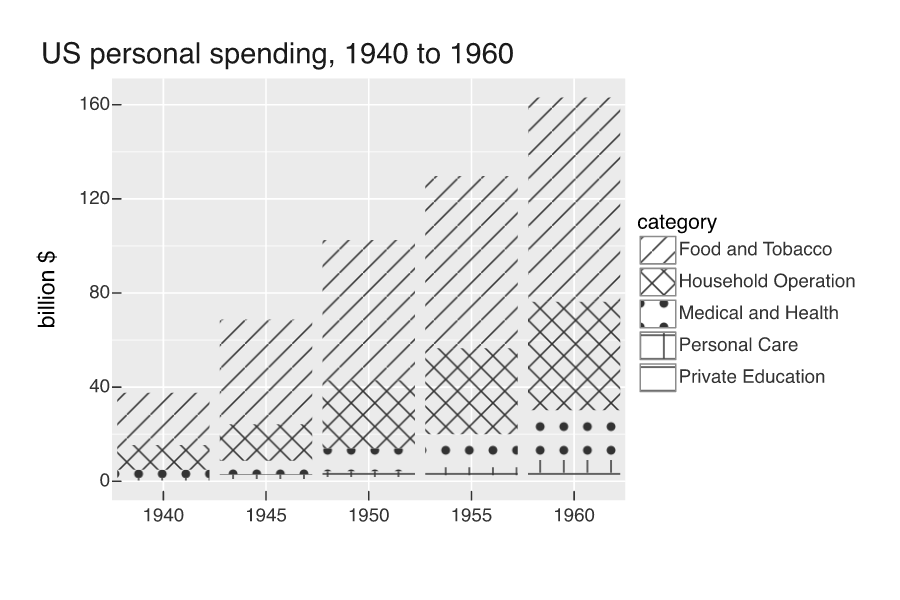 US personal spending, 1940 to 1960
billion $
160
120
80
40
0
1940 1945 1950 1955 1960
category
Food and Tobacco
Household Operation
Medical and Health
Personal Care
Private Education